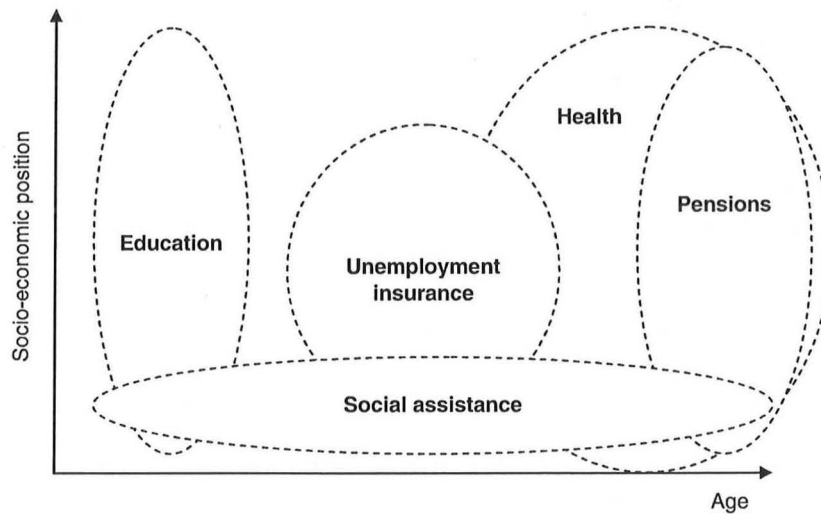 Socio-economic position
Health
Pensions
Education
Unemployment
insurance
Social assistance
Age